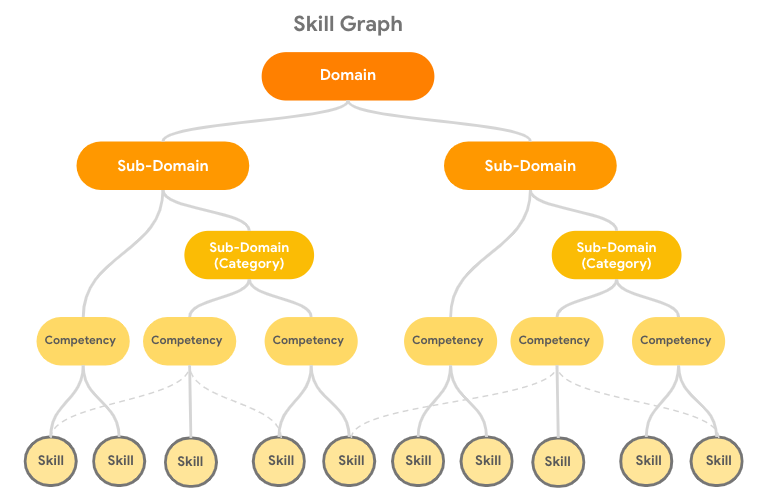 Skill Graph
Domain
Sub-Domain
Sub-Domain
Sub-Domain
(Category)
Sub-Domain
(Category)
Competency
Competency
Competency
Competency
Competency
Competency
Skill
Skill
Skill
Skill
Skill
Skill
Skill
Skill
Skill
Skill